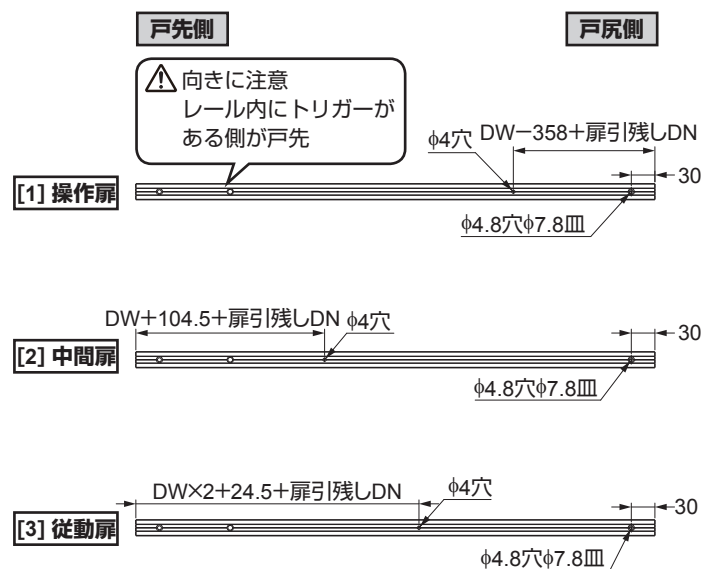 戸先側
戸尻側
向きに注意
レール内にトリガーが
ある側が戸先
φ4穴
DW−358+扉引残しDN
30
[1] 操作扉
φ4.8穴φ7.8皿
DW+104.5+扉引残しDN
φ4穴
30
[2] 中間扉
φ4.8穴φ7.8皿
DW×2+24.5+扉引残しDN
φ4穴
30
[3] 従動扉
φ4.8穴φ7.8皿